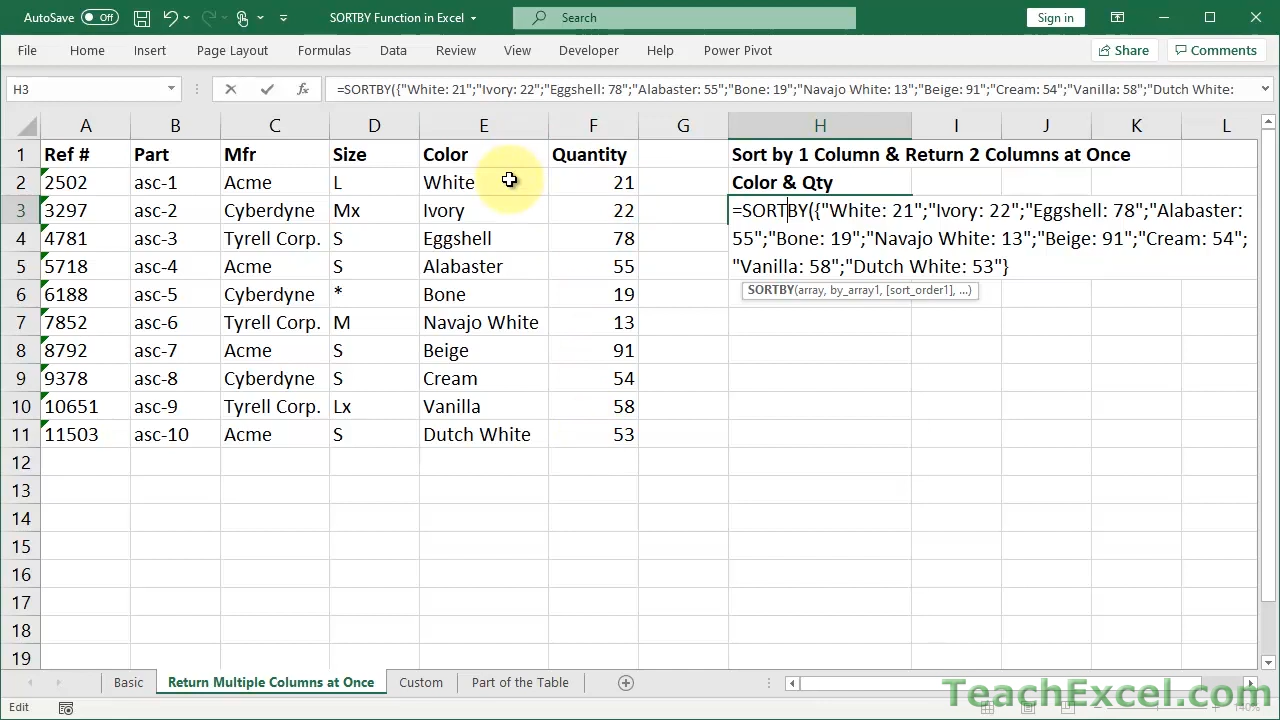 AutoSave Off SORTBY Function in Excel Search Sign in
File Home Insert Page Layout Formulas Data Review View Developer Help Power Pivot Share Comments
H3 fx =SORTBY({"White: 21";"Ivory: 22";"Eggshell: 78";"Alabaster: 55";"Bone: 19";"Navajo White: 13";"Beige: 91";"Cream: 54";"Vanilla: 58";"Dutch White:
A B C D E F G H I J K L
1 Ref # Part Mfr Size Color Quantity Sort by 1 Column & Return 2 Columns at Once
2 2502 asc-1 Acme L White 21 Color & Qty
3 3297 asc-2 Cyberdyne Mx Ivory 22 =SORTBY({"White: 21";"Ivory: 22";"Eggshell: 78";"Alabaster:
4 4781 asc-3 Tyrell Corp. S Eggshell 78 55";"Bone: 19";"Navajo White: 13";"Beige: 91";"Cream: 54";
5 5718 asc-4 Acme S Alabaster 55 "Vanilla: 58";"Dutch White: 53"}
6 6188 asc-5 Cyberdyne * Bone 19 SORTBY(array, by_array1, [sort_order1], ...)
7 7852 asc-6 Tyrell Corp. M Navajo White 13
8 8792 asc-7 Acme S Beige 91
9 9378 asc-8 Cyberdyne S Cream 54
10 10651 asc-9 Tyrell Corp. Lx Vanilla 58
11 11503 asc-10 Acme S Dutch White 53
12
13
14
15
16
17
18
19
Basic Return Multiple Columns at Once Custom Part of the Table
Edit TeachExcel.com